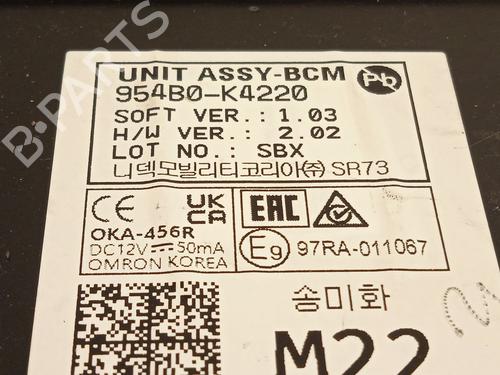 B-PARTS
UNIT ASSY-BCM
954B0-K4220
Pb
SOFT VER.: 1.03
H/W VER.: 2.02
LOT NO.: SBX
니덱모빌리티코리아㈜ SR73
CE UK CA EAC
OKA-456R
DC12V⎓50mA
OMRON KOREA
E9 97RA-011067
송미화
M22